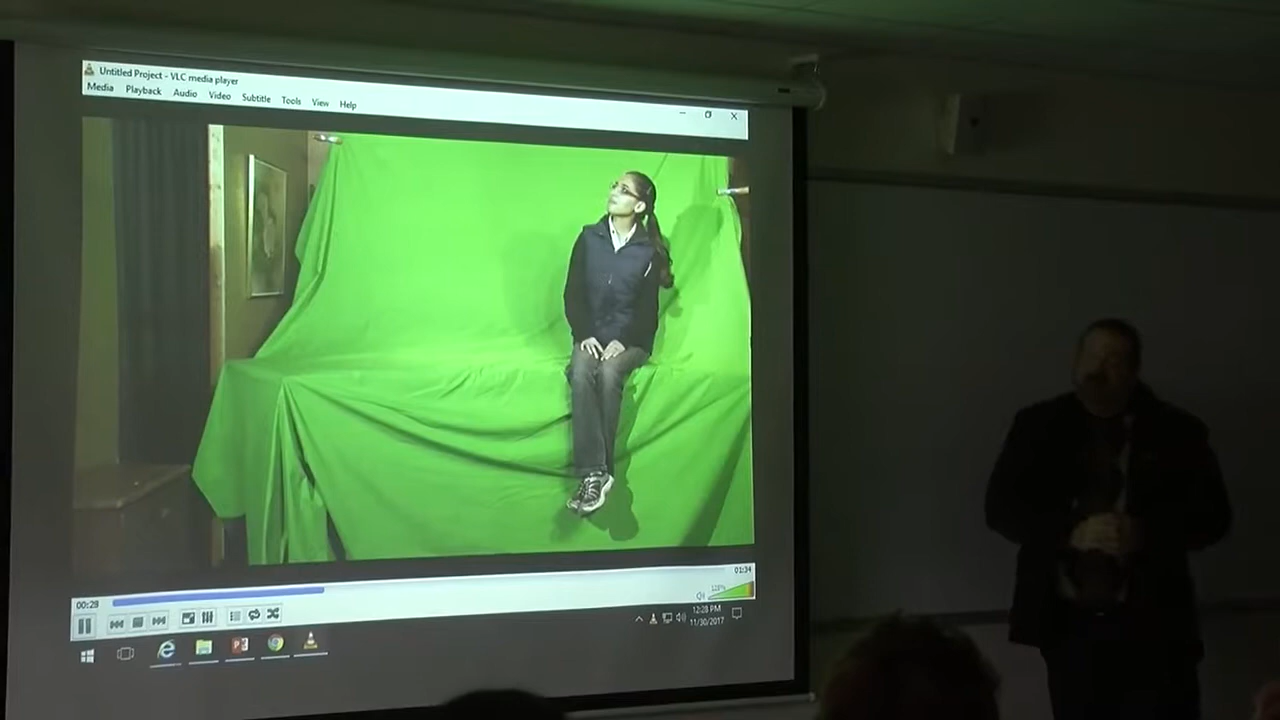 Untitled Project - VLC media player
Media Playback Audio Video Subtitle Tools View Help
00:28
01:34
128%
12:28 PM
11/30/2017